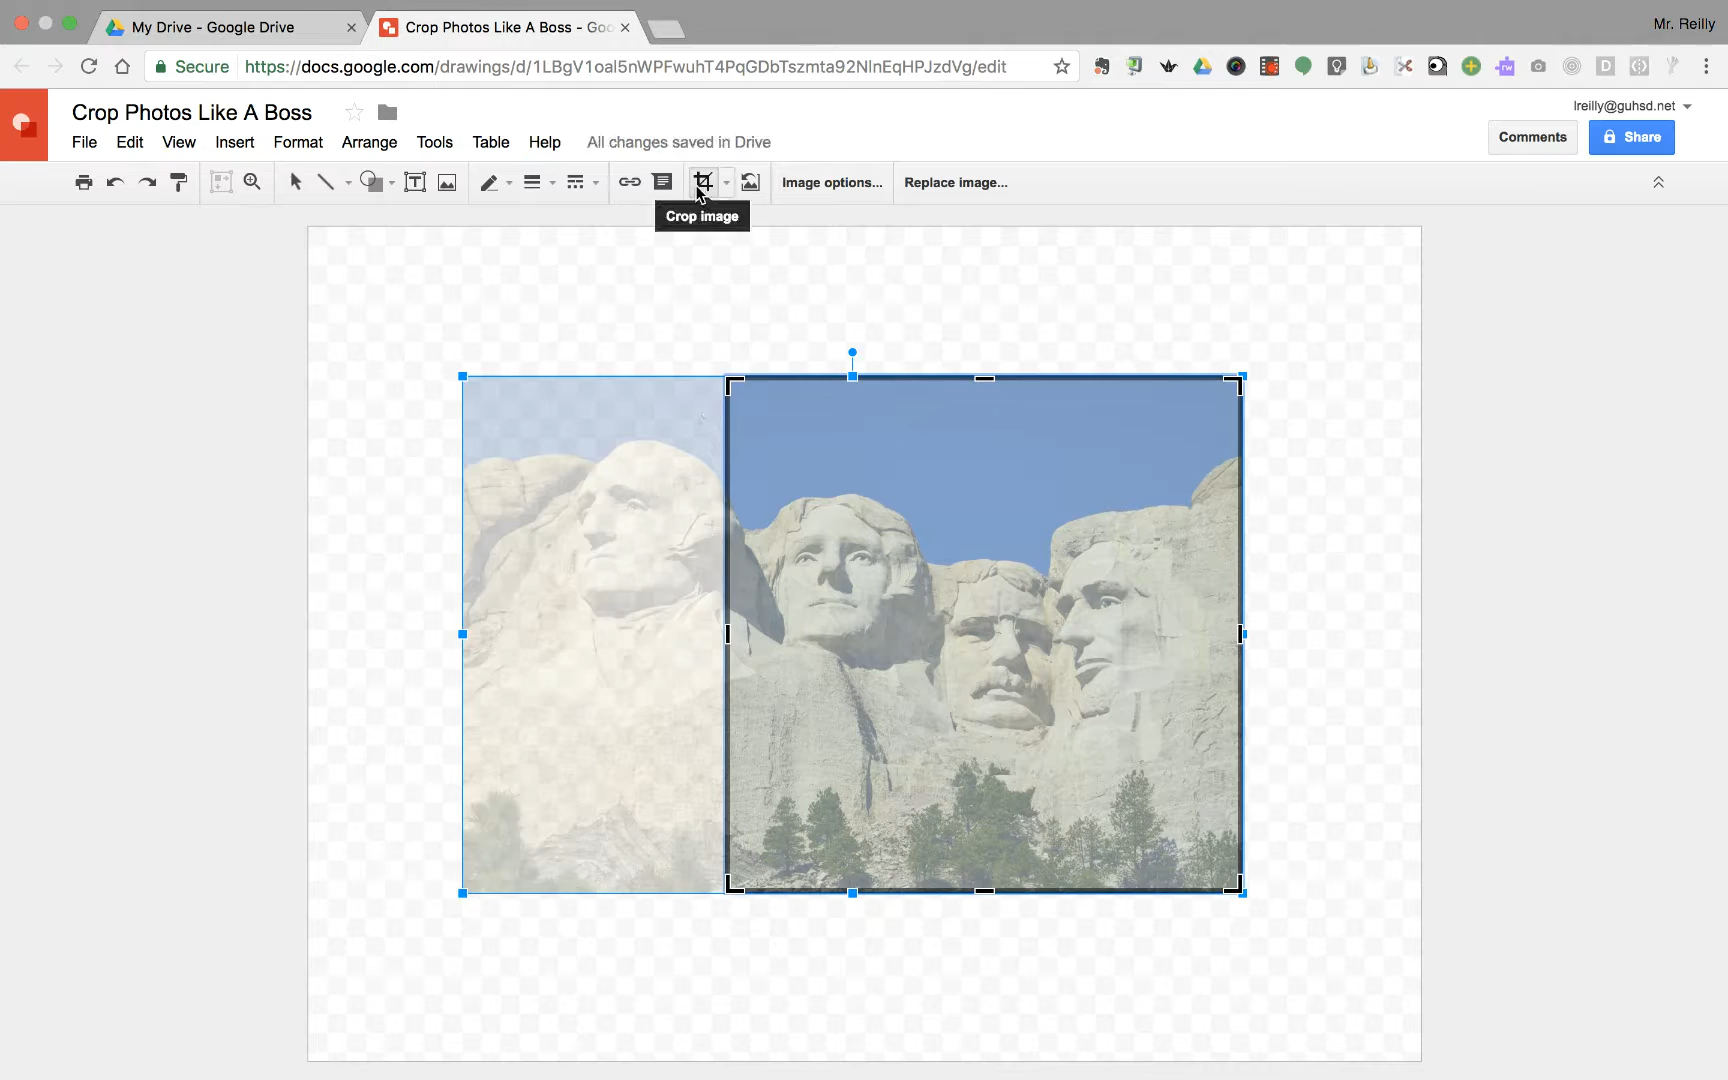 Mr. Reilly
My Drive - Google Drive
Crop Photos Like A Boss - Goo
Secure
https://docs.google.com/drawings/d/1LBgV1oal5nWPFwuhT4PqGDbTszmta92NlnEqHPJzdVg/edit
rw
D
Crop Photos Like A Boss
lreilly@guhsd.net
File Edit View Insert Format Arrange Tools Table Help All changes saved in Drive
Comments
Share
Image options...
Replace image...
Crop image